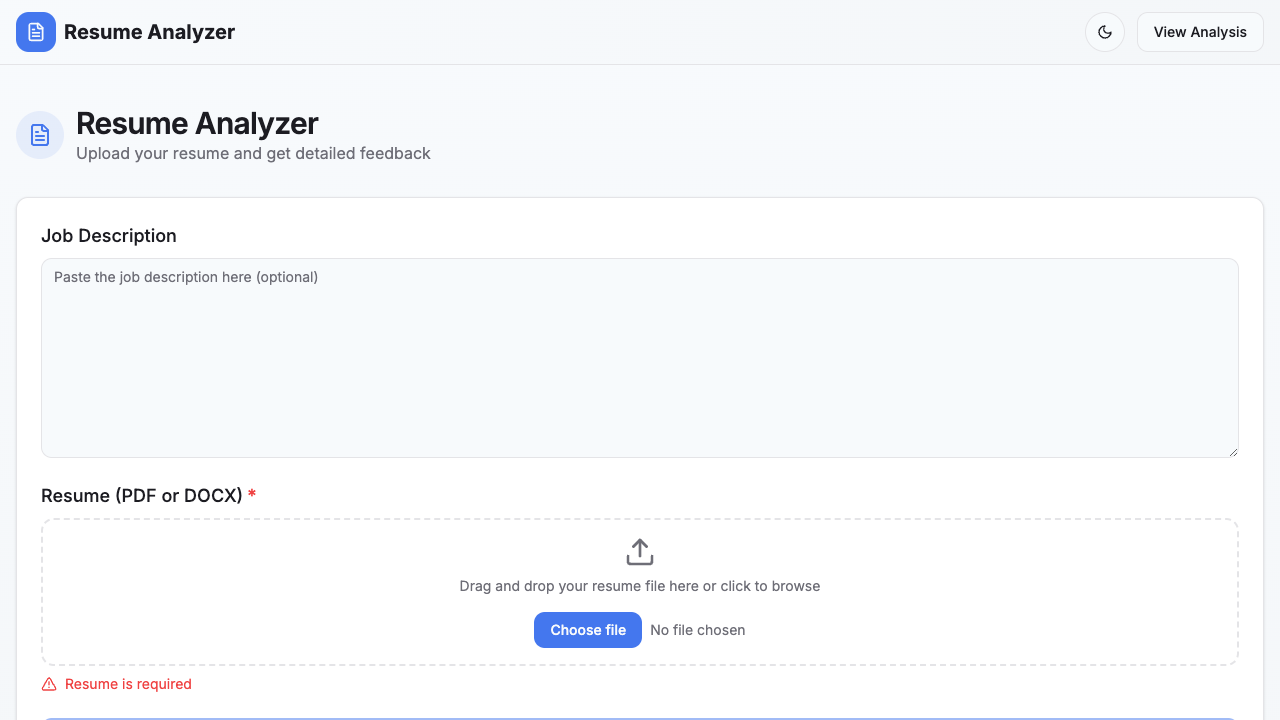 Resume Analyzer
View Analysis
Resume Analyzer
Upload your resume and get detailed feedback
Job Description
Paste the job description here (optional)
Resume (PDF or DOCX) *
Drag and drop your resume file here or click to browse
Choose file No file chosen
Resume is required